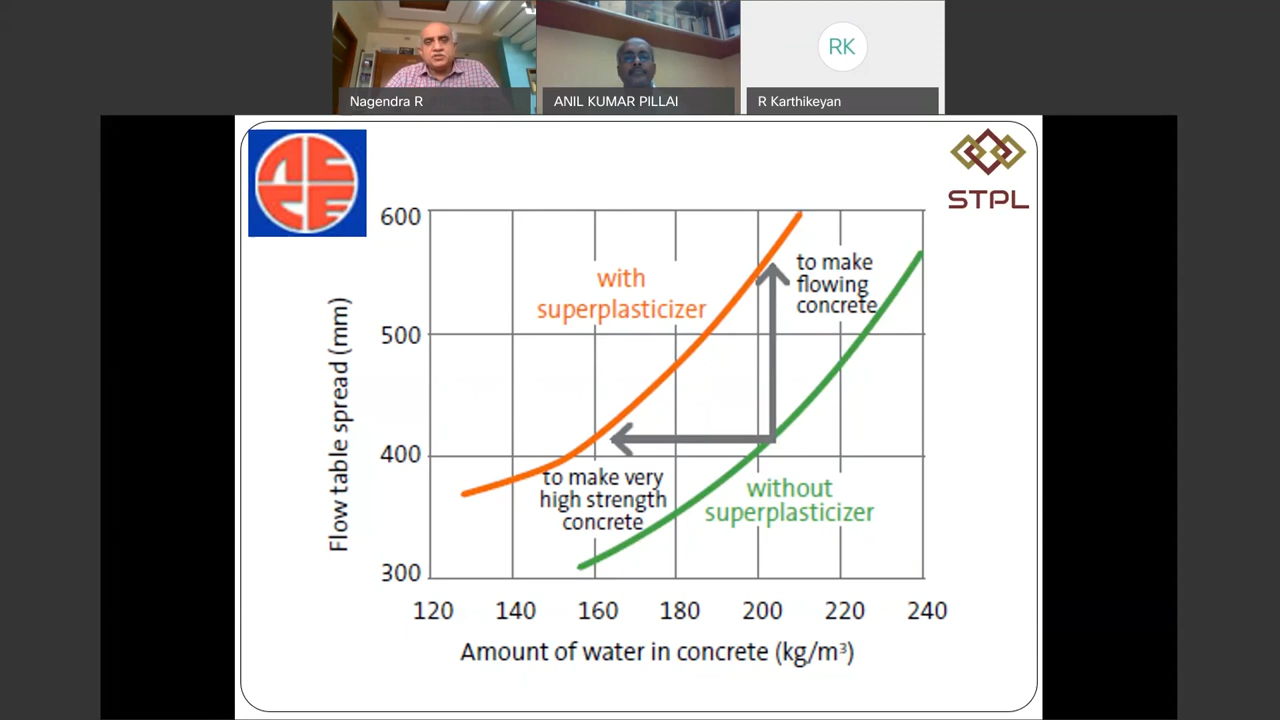 Nagendra R
ANIL KUMAR PILLAI
RK
R Karthikeyan
STPL
600
500
400
300
Flow table spread (mm)
with
superplasticizer
to make
flowing
concrete
to make very
high strength
concrete
without
superplasticizer
120 140 160 180 200 220 240
Amount of water in concrete (kg/m³)